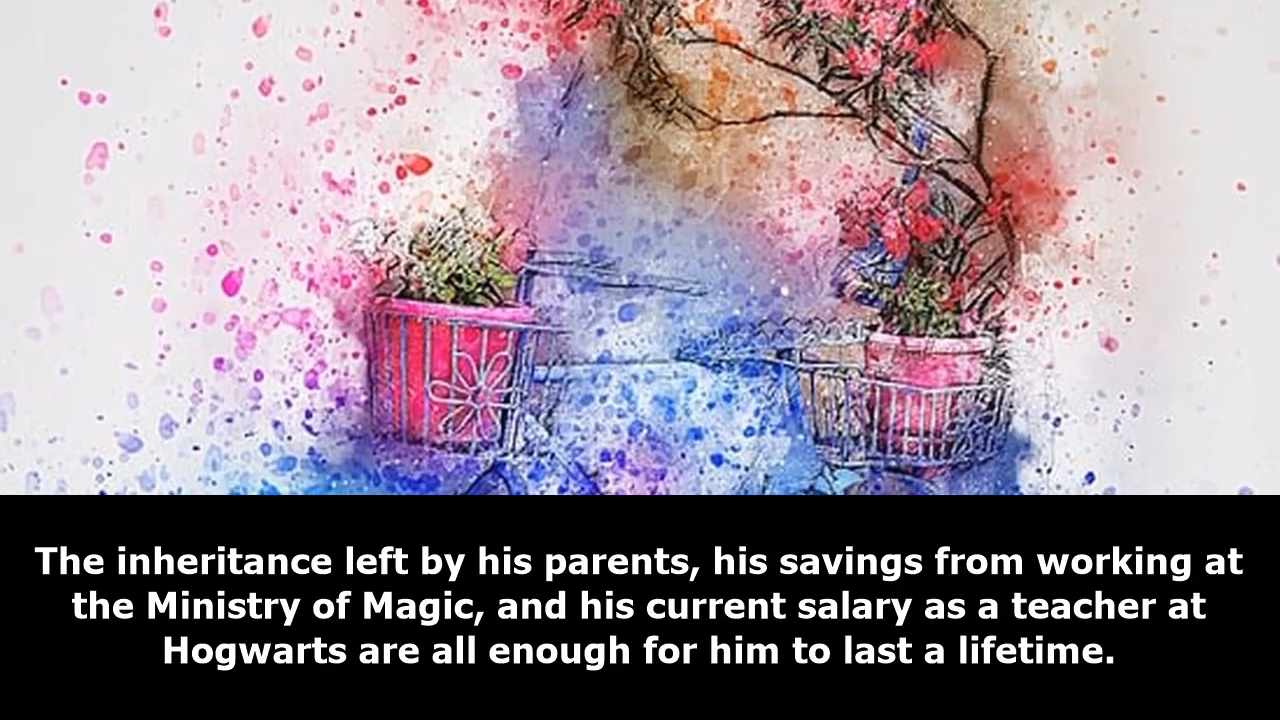 The inheritance left by his parents, his savings from working at
the Ministry of Magic, and his current salary as a teacher at
Hogwarts are all enough for him to last a lifetime.